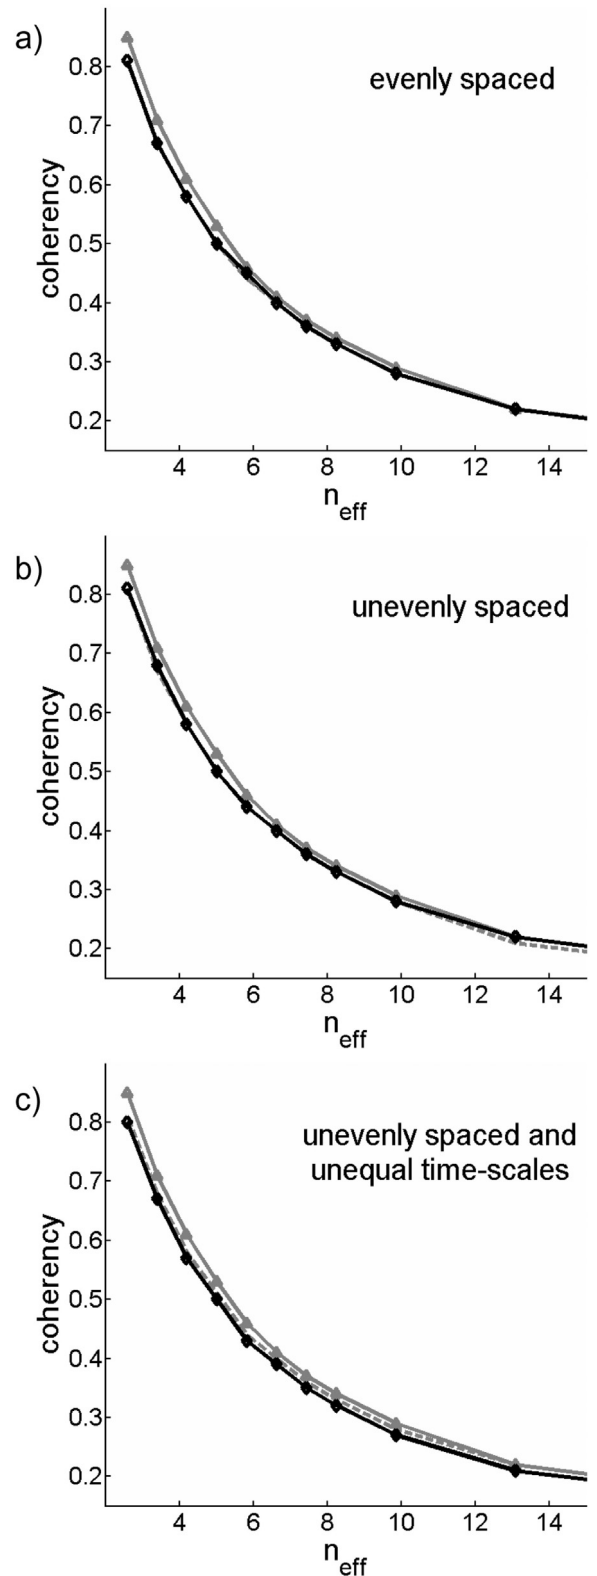 a)
evenly spaced
coherency
0.8
0.7
0.6
0.5
0.4
0.3
0.2
4 6 8 10 12 14
n_eff
b)
unevenly spaced
coherency
0.8
0.7
0.6
0.5
0.4
0.3
0.2
4 6 8 10 12 14
n_eff
c)
unevenly spaced and
unequal time-scales
coherency
0.8
0.7
0.6
0.5
0.4
0.3
0.2
4 6 8 10 12 14
n_eff